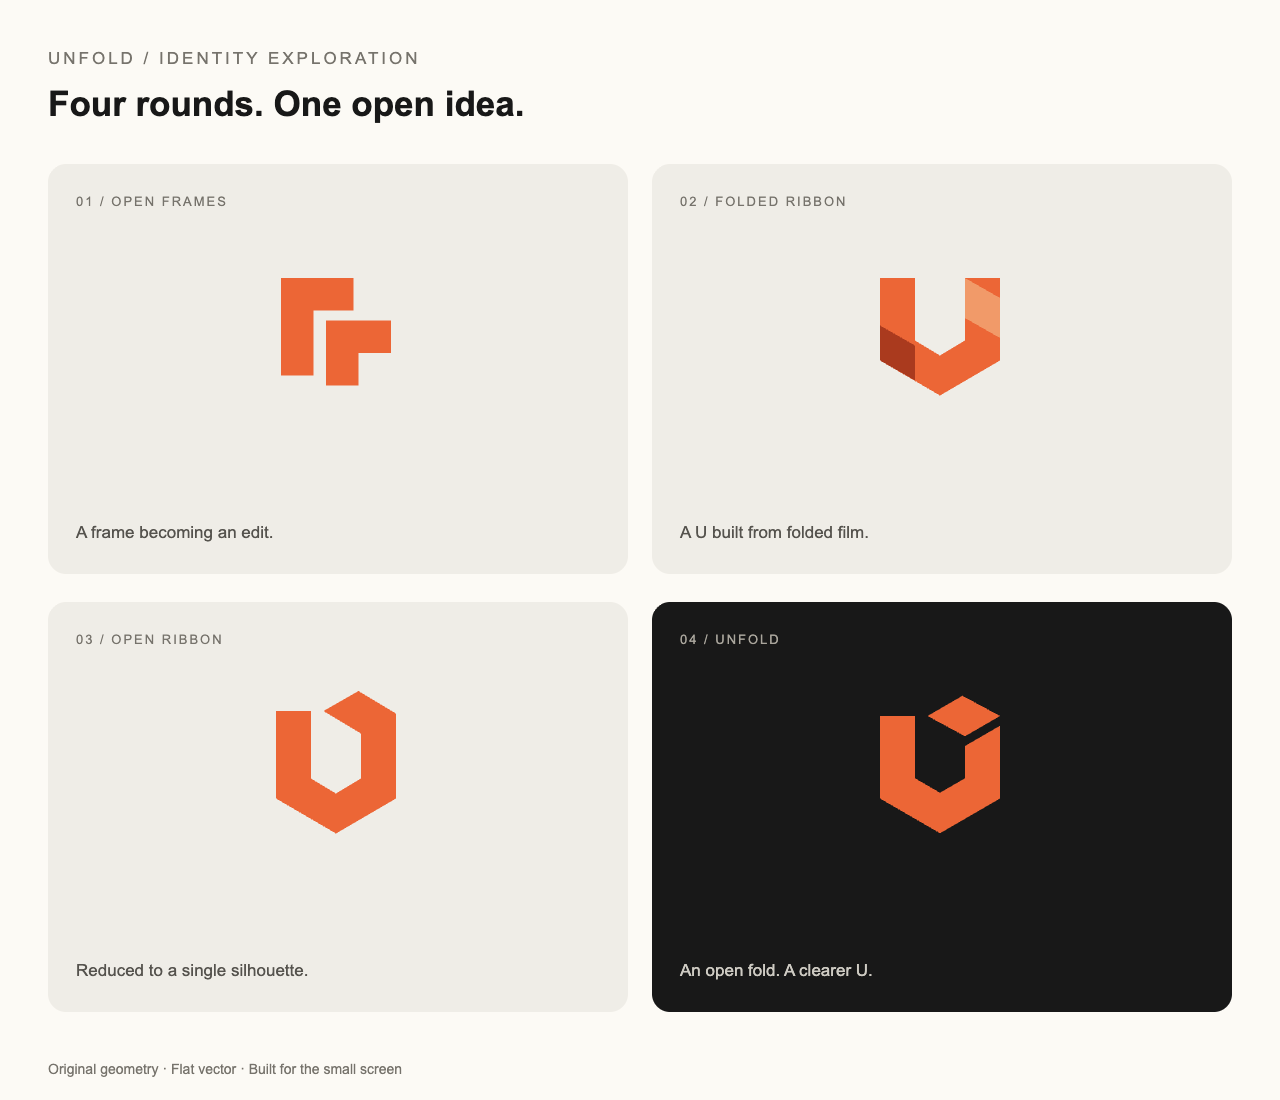 UNFOLD / IDENTITY EXPLORATION
Four rounds. One open idea.
01 / OPEN FRAMES
A frame becoming an edit.
02 / FOLDED RIBBON
A U built from folded film.
03 / OPEN RIBBON
Reduced to a single silhouette.
04 / UNFOLD
An open fold. A clearer U.
Original geometry · Flat vector · Built for the small screen